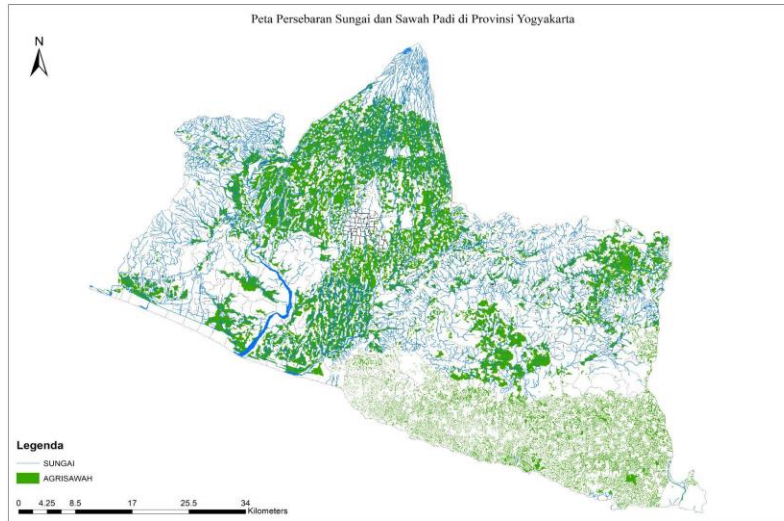 Peta Persebaran Sungai dan Sawah Padi di Provinsi Yogyakarta
N
Legenda
SUNGAI
AGRISAWAH
0 4.25 8.5 17 25.5 34
Kilometers